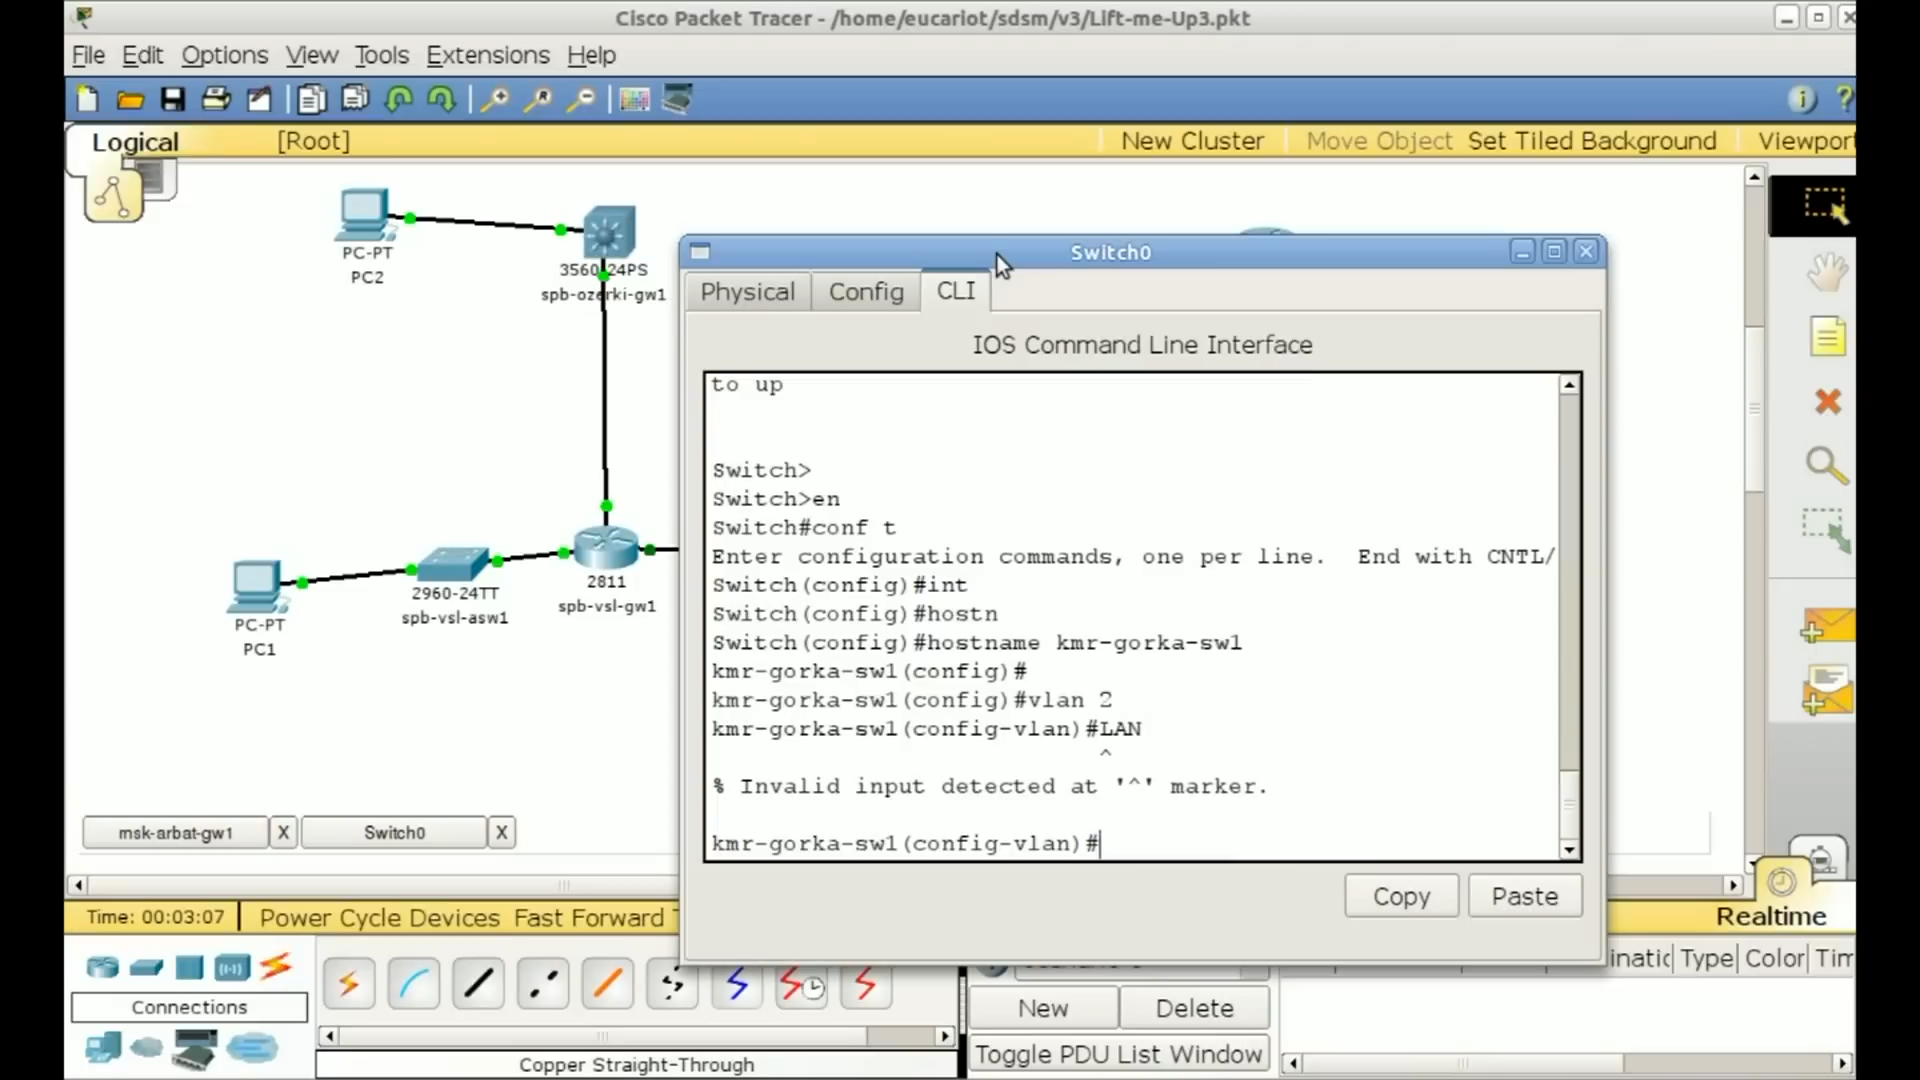 Cisco Packet Tracer - /home/eucariot/sdsm/v3/Lift-me-Up3.pkt
File Edit Options View Tools Extensions Help
Logical [Root] New Cluster Move Object Set Tiled Background Viewport
PC-PT
PC2
3560-24PS
spb-ozerki-gw1
PC-PT
PC1
2960-24TT
spb-vsl-asw1
2811
spb-vsl-gw1
Switch0
Physical Config CLI
IOS Command Line Interface
to up
Switch>
Switch>en
Switch#conf t
Enter configuration commands, one per line.  End with CNTL/
Switch(config)#int
Switch(config)#hostn
Switch(config)#hostname kmr-gorka-sw1
kmr-gorka-sw1(config)#
kmr-gorka-sw1(config)#vlan 2
kmr-gorka-sw1(config-vlan)#LAN
^
% Invalid input detected at '^' marker.
kmr-gorka-sw1(config-vlan)#
Copy Paste
msk-arbat-gw1 X Switch0 X
Time: 00:03:07 Power Cycle Devices Fast Forward T
Realtime
Connections
Copper Straight-Through
New Delete
Toggle PDU List Window
inatic Type Color Tim